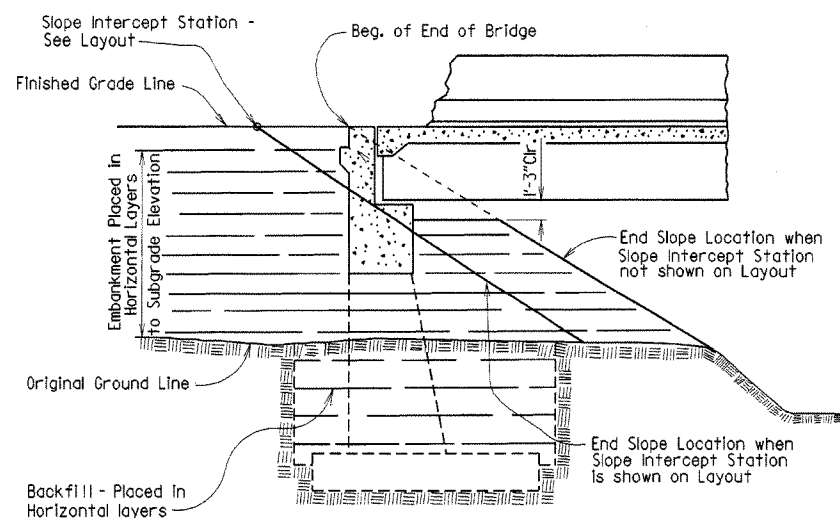 Slope Intercept Station -
See Layout
Beg. of End of Bridge
Finished Grade Line
1'-3"Clr.
Embankment Placed in
Horizontal Layers
to Subgrade Elevation
End Slope Location when
Slope Intercept Station
not shown on Layout
Original Ground Line
End Slope Location when
Slope Intercept Station
is shown on Layout
Backfill - Placed in
Horizontal layers